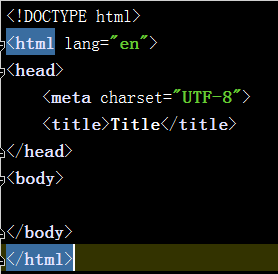 <!DOCTYPE html>
<html lang="en">
<head>
    <meta charset="UTF-8">
    <title>Title</title>
</head>
<body>

</body>
</html>